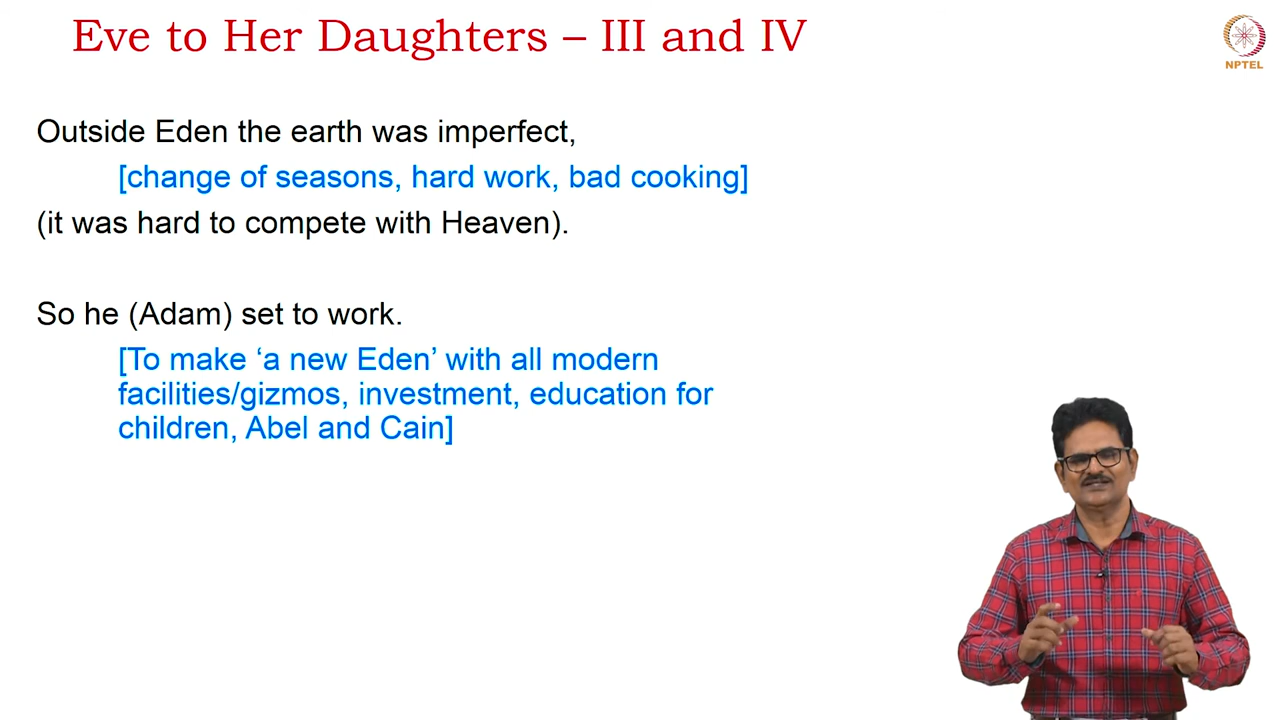 Eve to Her Daughters – III and IV
NPTEL
Outside Eden the earth was imperfect,
[change of seasons, hard work, bad cooking]
(it was hard to compete with Heaven).
So he (Adam) set to work.
[To make ‘a new Eden’ with all modern
facilities/gizmos, investment, education for
children, Abel and Cain]